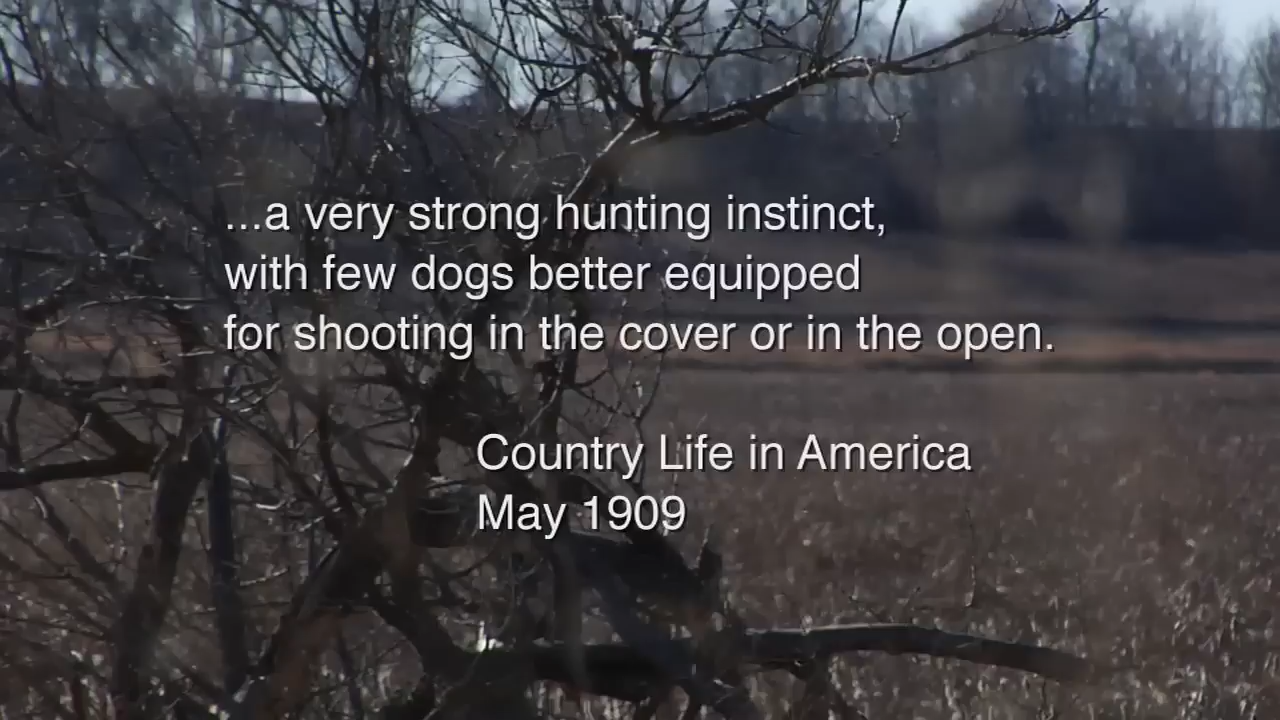 ...a very strong hunting instinct,
with few dogs better equipped
for shooting in the cover or in the open.
Country Life in America
May 1909